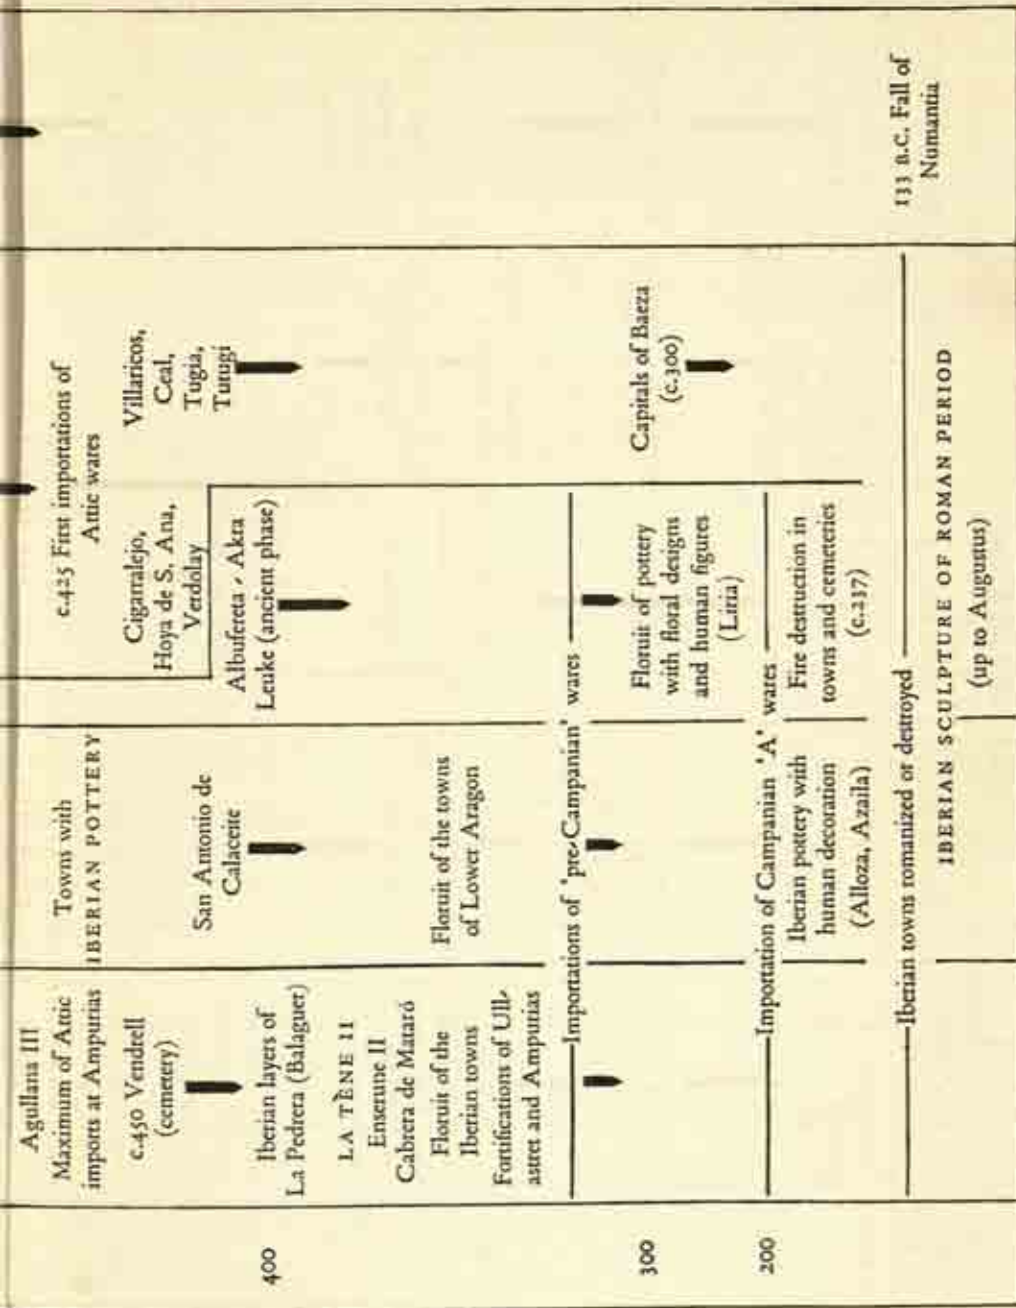 Agullana III
Maximum of Attic
imports at Ampurias
c.450 Vendrell
(cemetery)
Iberian layers of
La Pedrera (Balaguer)
LA TÈNE II
Enserune II
Cabrera de Mataró
Floruit of the
Iberian towns
Fortifications of Ull-
astret and Ampurias
Towns with
IBERIAN POTTERY
San Antonio de
Calaceite
Floruit of the towns
of Lower Aragon
c.425 First importations of
Attic wares
Cigarralejo,
Hoya de S. Ana,
Verdolay
Albufereta - Akra
Leuke (ancient phase)
Villaricos,
Ceal,
Tugia,
Tutugi
400
Importations of 'pre-Campanian' wares
Floruit of pottery
with floral designs
and human figures
(Liria)
Capitals of Baeza
(c.300)
300
Importation of Campanian 'A' wares
200
Iberian pottery with
human decoration
(Alloza, Azaila)
Fire destruction in
towns and cemeteries
(c.237)
Iberian towns romanized or destroyed
133 B.C. Fall of
Numantia
IBERIAN SCULPTURE OF ROMAN PERIOD
(up to Augustus)